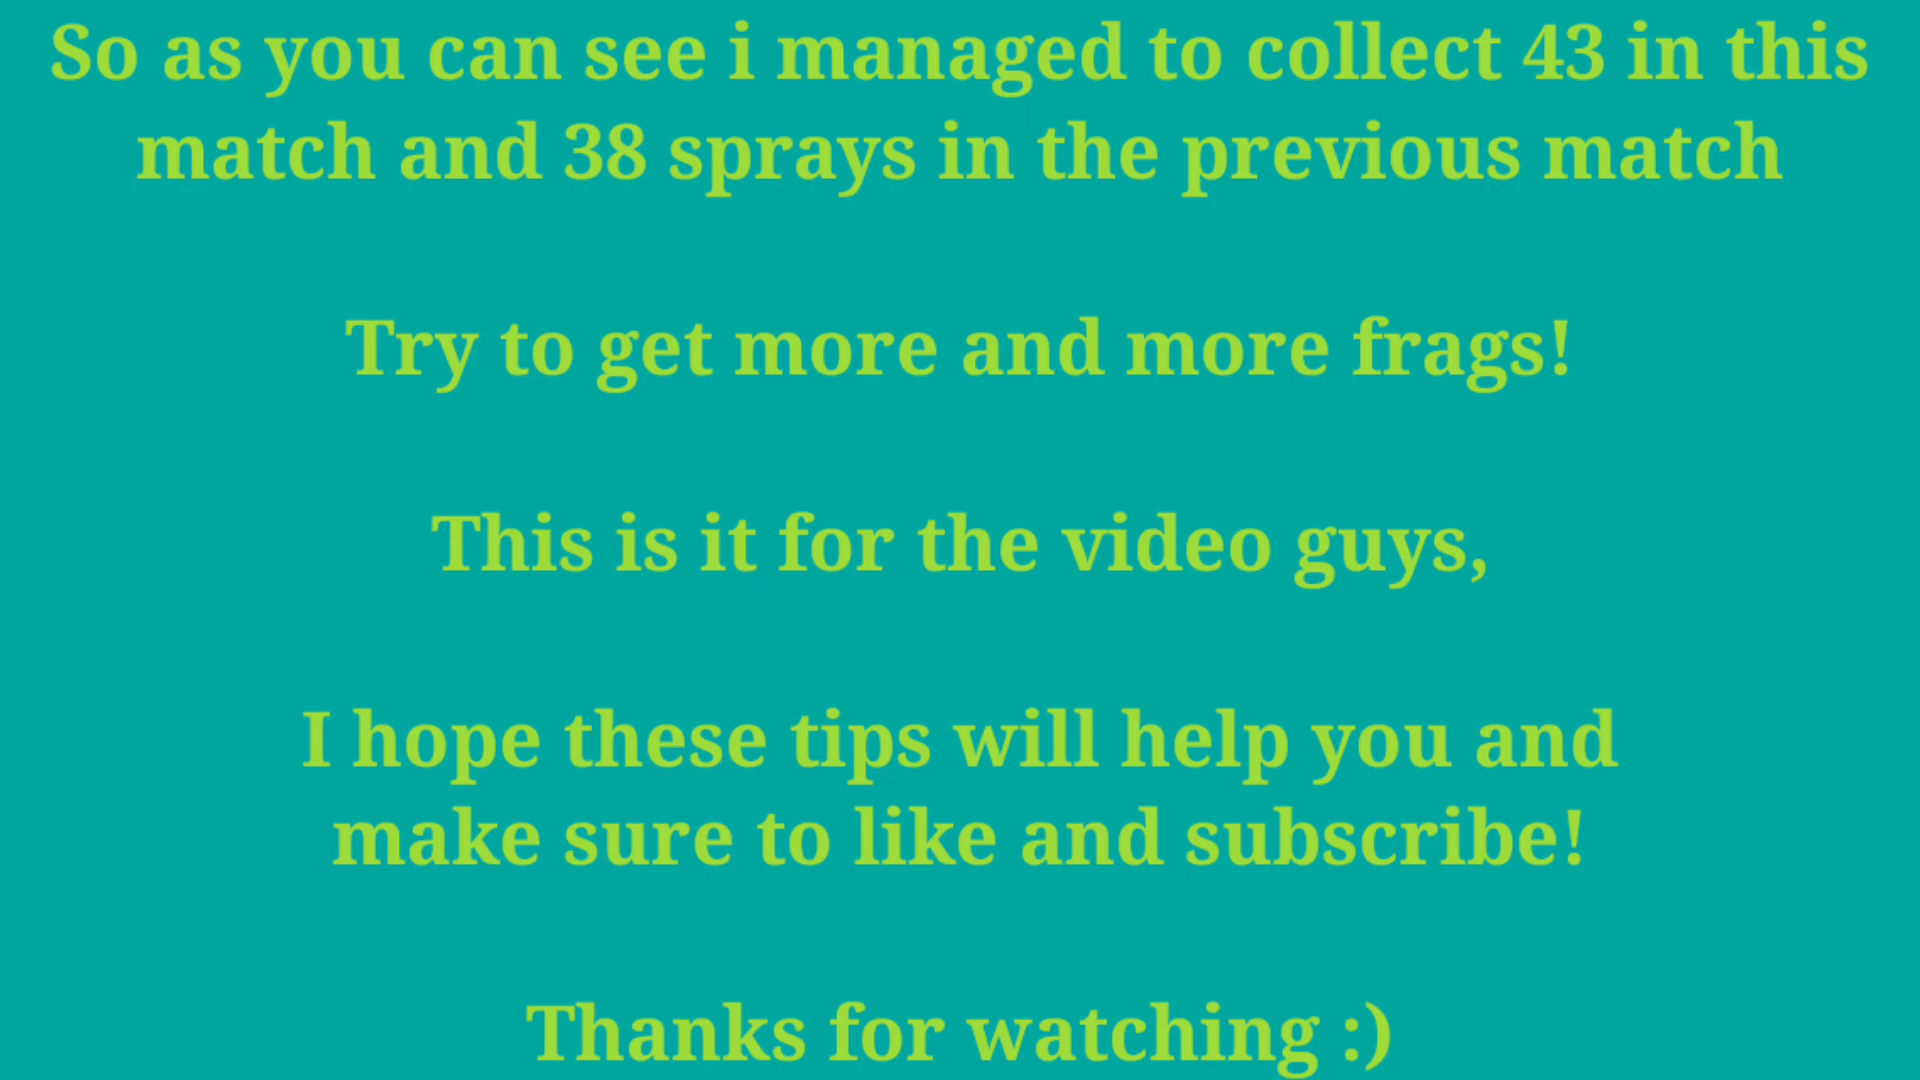 So as you can see i managed to collect 43 in this
match and 38 sprays in the previous match
Try to get more and more frags!
This is it for the video guys,
I hope these tips will help you and
make sure to like and subscribe!
Thanks for watching :)